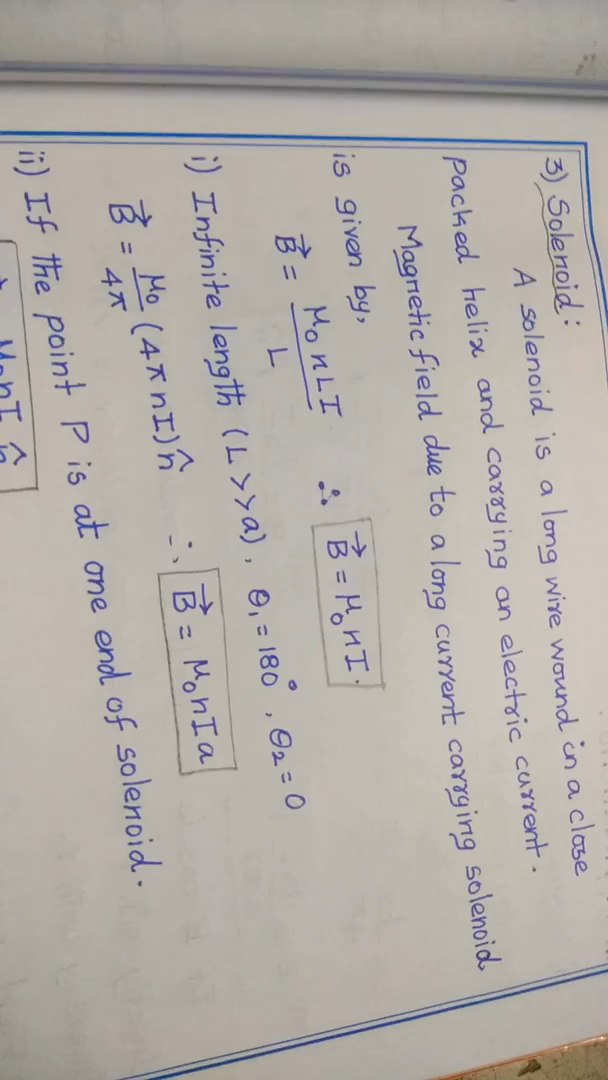 3) Solenoid:
A solenoid is a long wire wound in a close
packed helix and carrying an electric current.
Magnetic field due to a long current carrying solenoid
is given by,
B⃗ = μ₀nLI / L ∴ B⃗ = μ₀nI.
i) Infinite length (L>>a), θ₁=180°, θ₂=0
B⃗ = μ₀/4π (4πnI)n̂ ∴ B⃗ = μ₀nIa
ii) If the point P is at one end of solenoid.
μ₀nI n̂